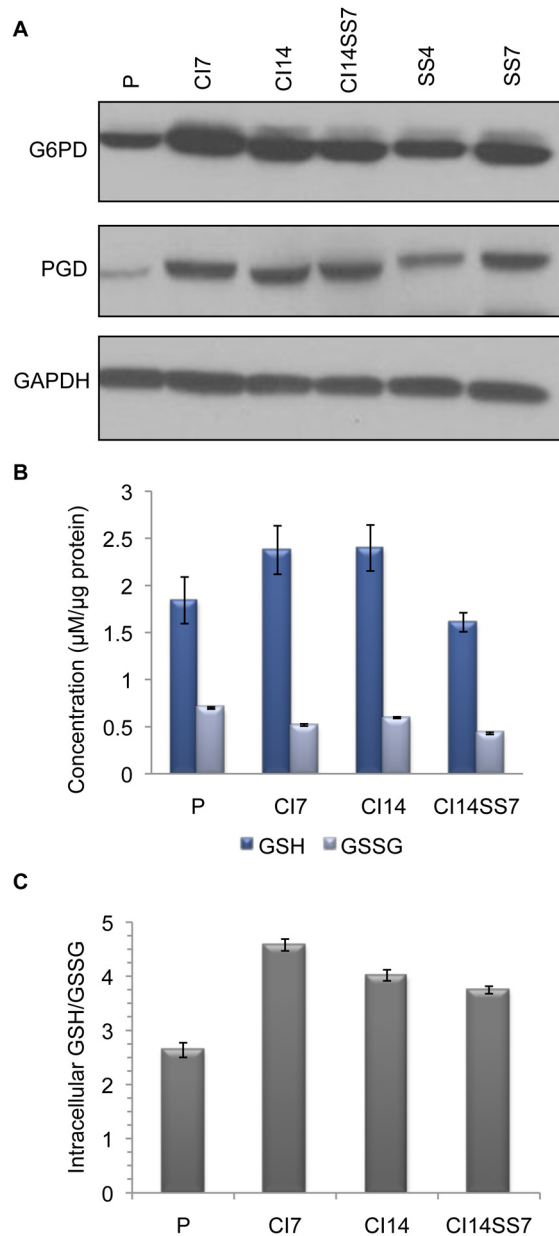 A
P CI7 CI14 CI14SS7 SS4 SS7
G6PD
PGD
GAPDH
B
Concentration (µM/µg protein)
3
2.5
2
1.5
1
0.5
0
P CI7 CI14 CI14SS7
GSH GSSG
C
Intracellular GSH/GSSG
5
4
3
2
1
0
P CI7 CI14 CI14SS7